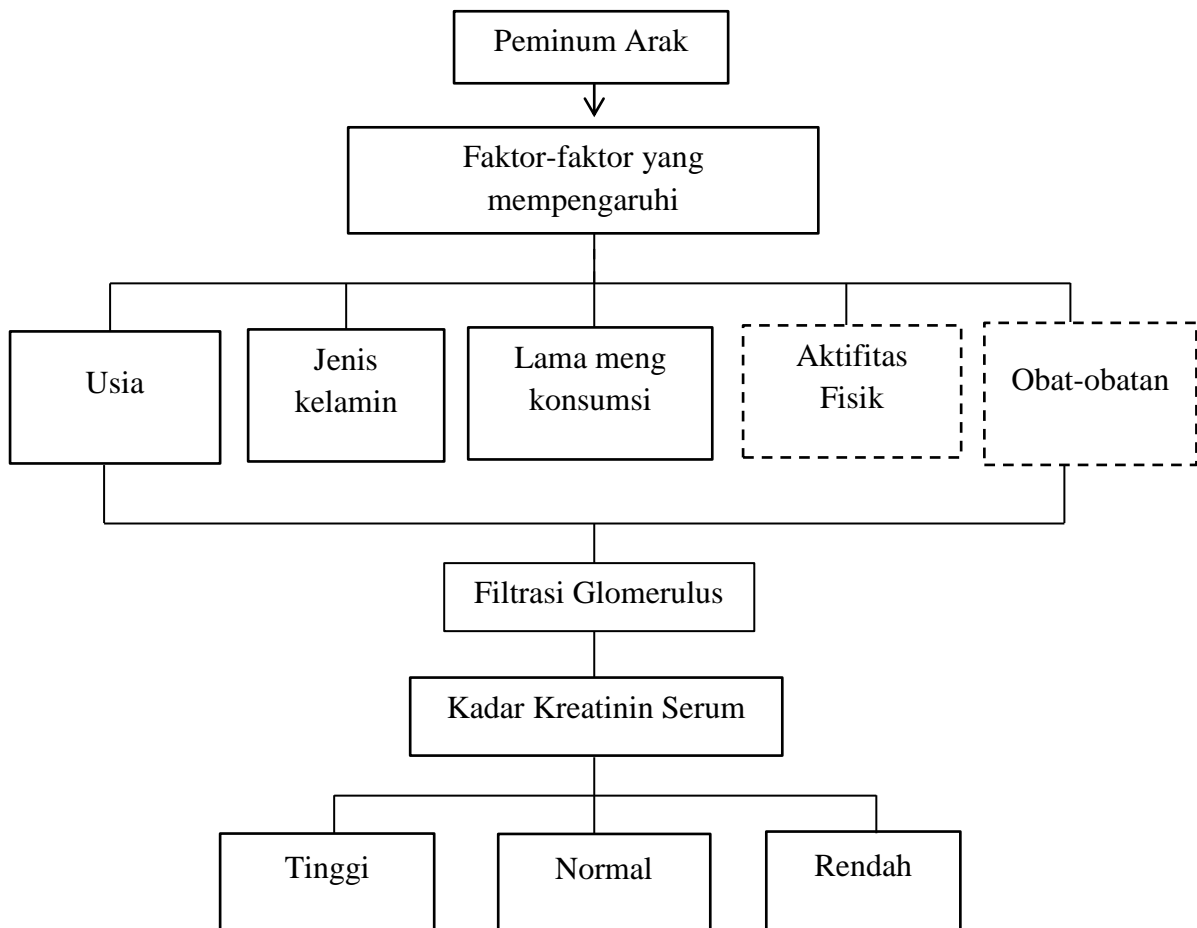 Peminum Arak
Faktor-faktor yang
mempengaruhi
Usia
Jenis
kelamin
Lama meng
konsumsi
Aktifitas
Fisik
Obat-obatan
Filtrasi Glomerulus
Kadar Kreatinin Serum
Tinggi
Normal
Rendah